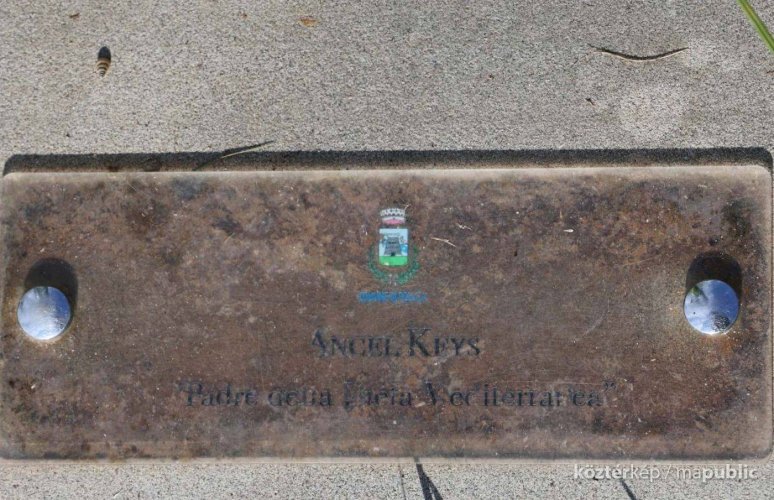 ANCEL KEYS
"Padre della Dieta Mediterranea"
köztérkép / mapublic